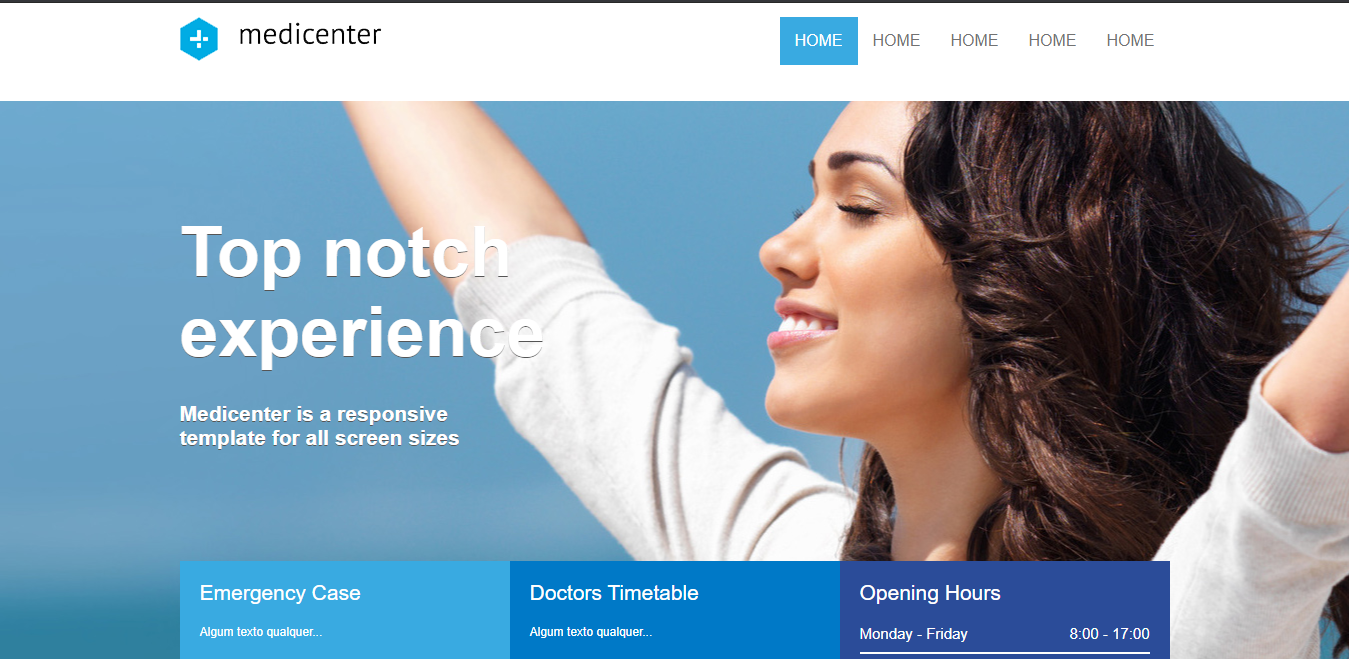 medicenter
HOME HOME HOME HOME HOME
Top notch
experience
Medicenter is a responsive
template for all screen sizes
Emergency Case
Algum texto qualquer...
Doctors Timetable
Algum texto qualquer...
Opening Hours
Monday - Friday 8:00 - 17:00